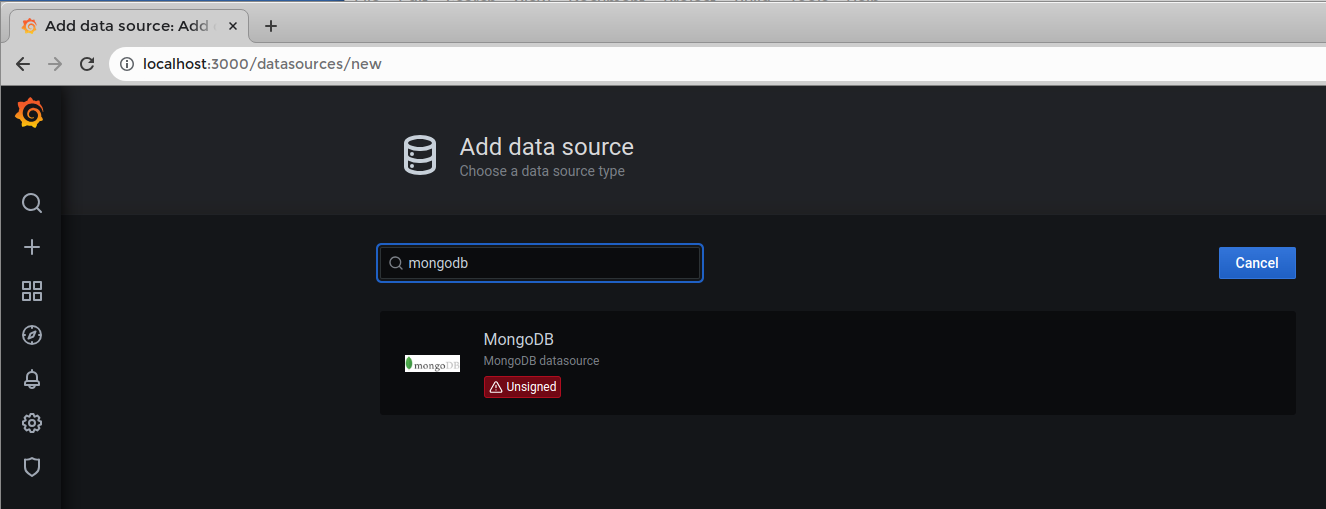 Add data source: Add
localhost:3000/datasources/new
Add data source
Choose a data source type
mongodb
Cancel
MongoDB
mongoDB
MongoDB datasource
Unsigned